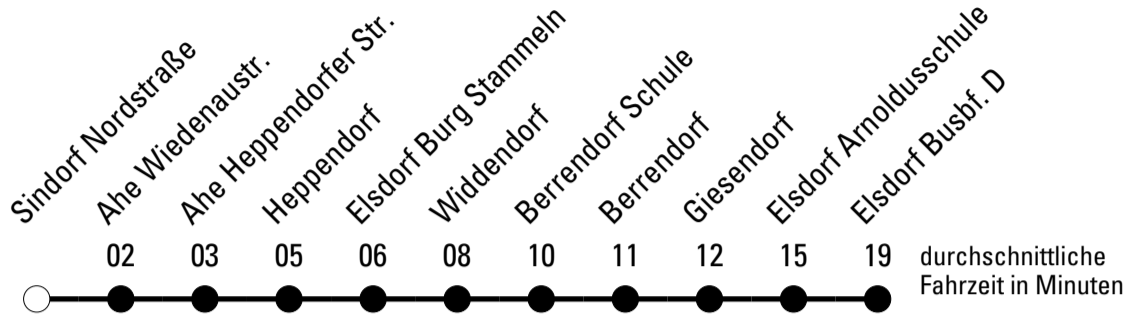 Sindorf Nordstraße
Ahe Wiedenaustr.
Ahe Heppendorfer Str.
Heppendorf
Elsdorf Burg Stammeln
Widdendorf
Berrendorf Schule
Berrendorf
Giesendorf
Elsdorf Arnoldusschule
Elsdorf Busbf. D
02 03 05 06 08 10 11 12 15 19
durchschnittliche
Fahrzeit in Minuten